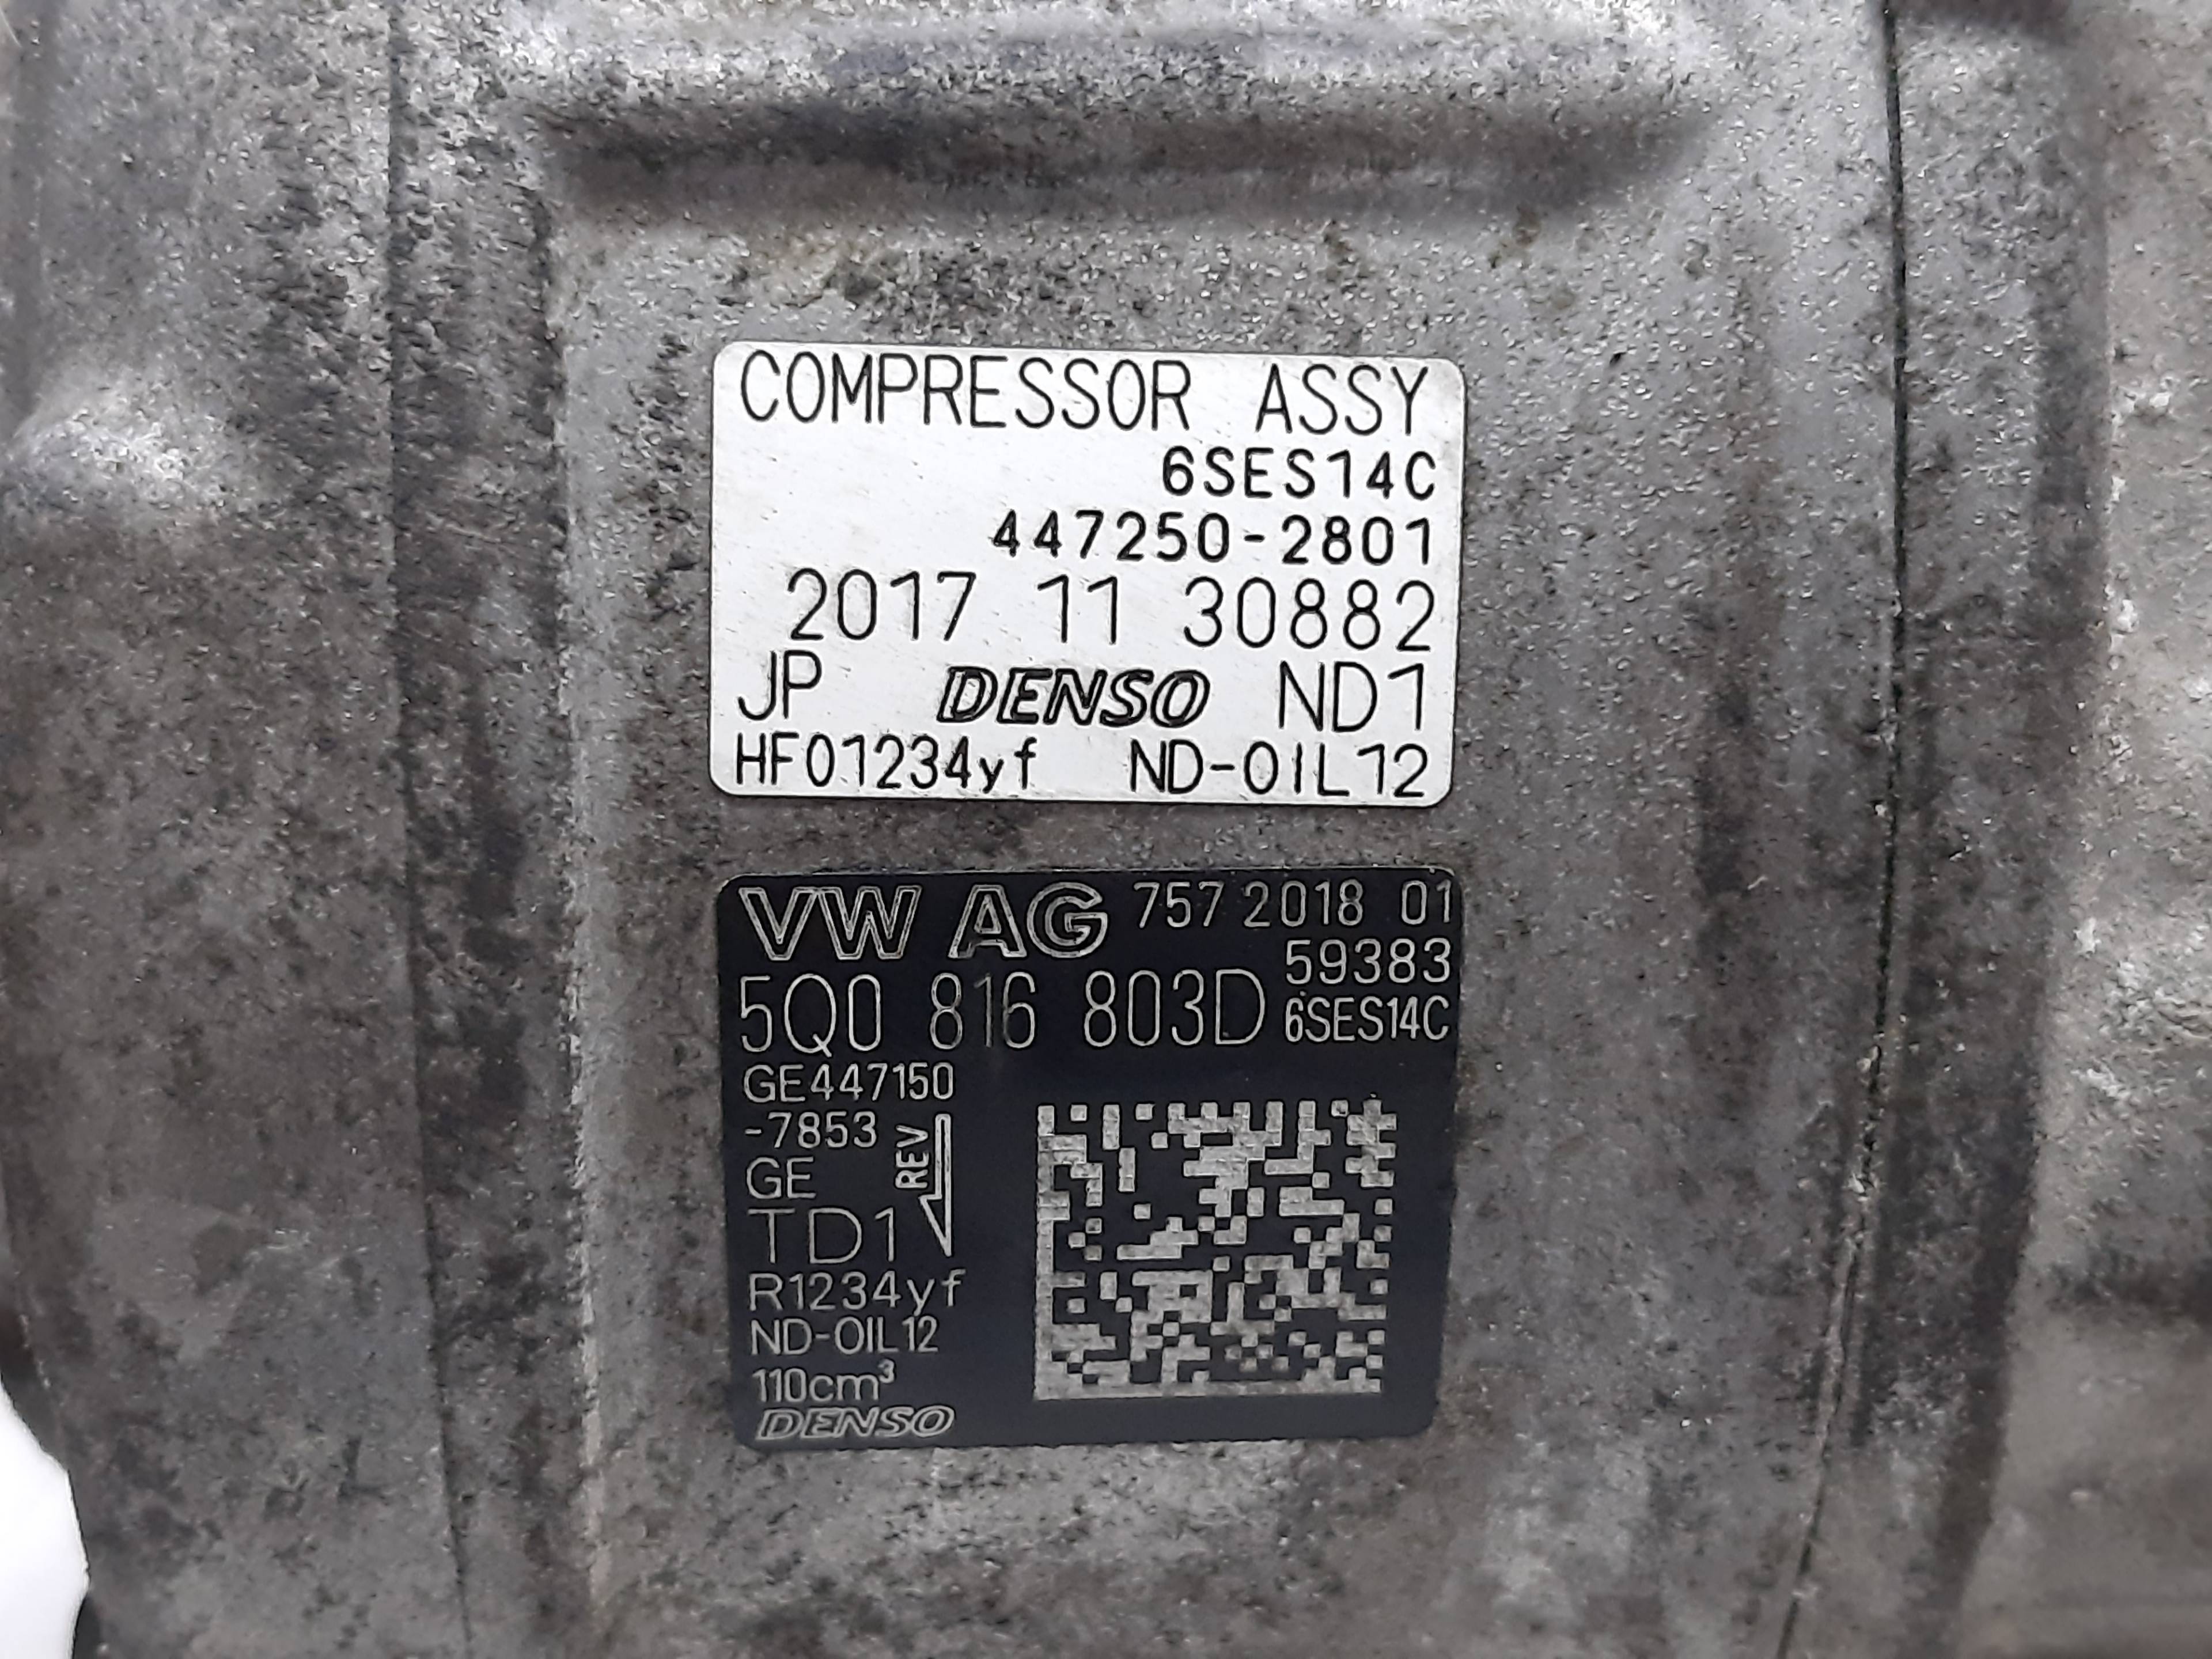 COMPRESSOR ASSY
6SES14C
447250-2801
2017 11 30882
JP DENSO ND1
HFO1234yf ND-OIL12
VW AG 757 2018 01
59383
5Q0 816 803D 6SES14C
GE447150
-7853
REV
GE
TD1
R1234yf
ND-OIL12
110cm³
DENSO